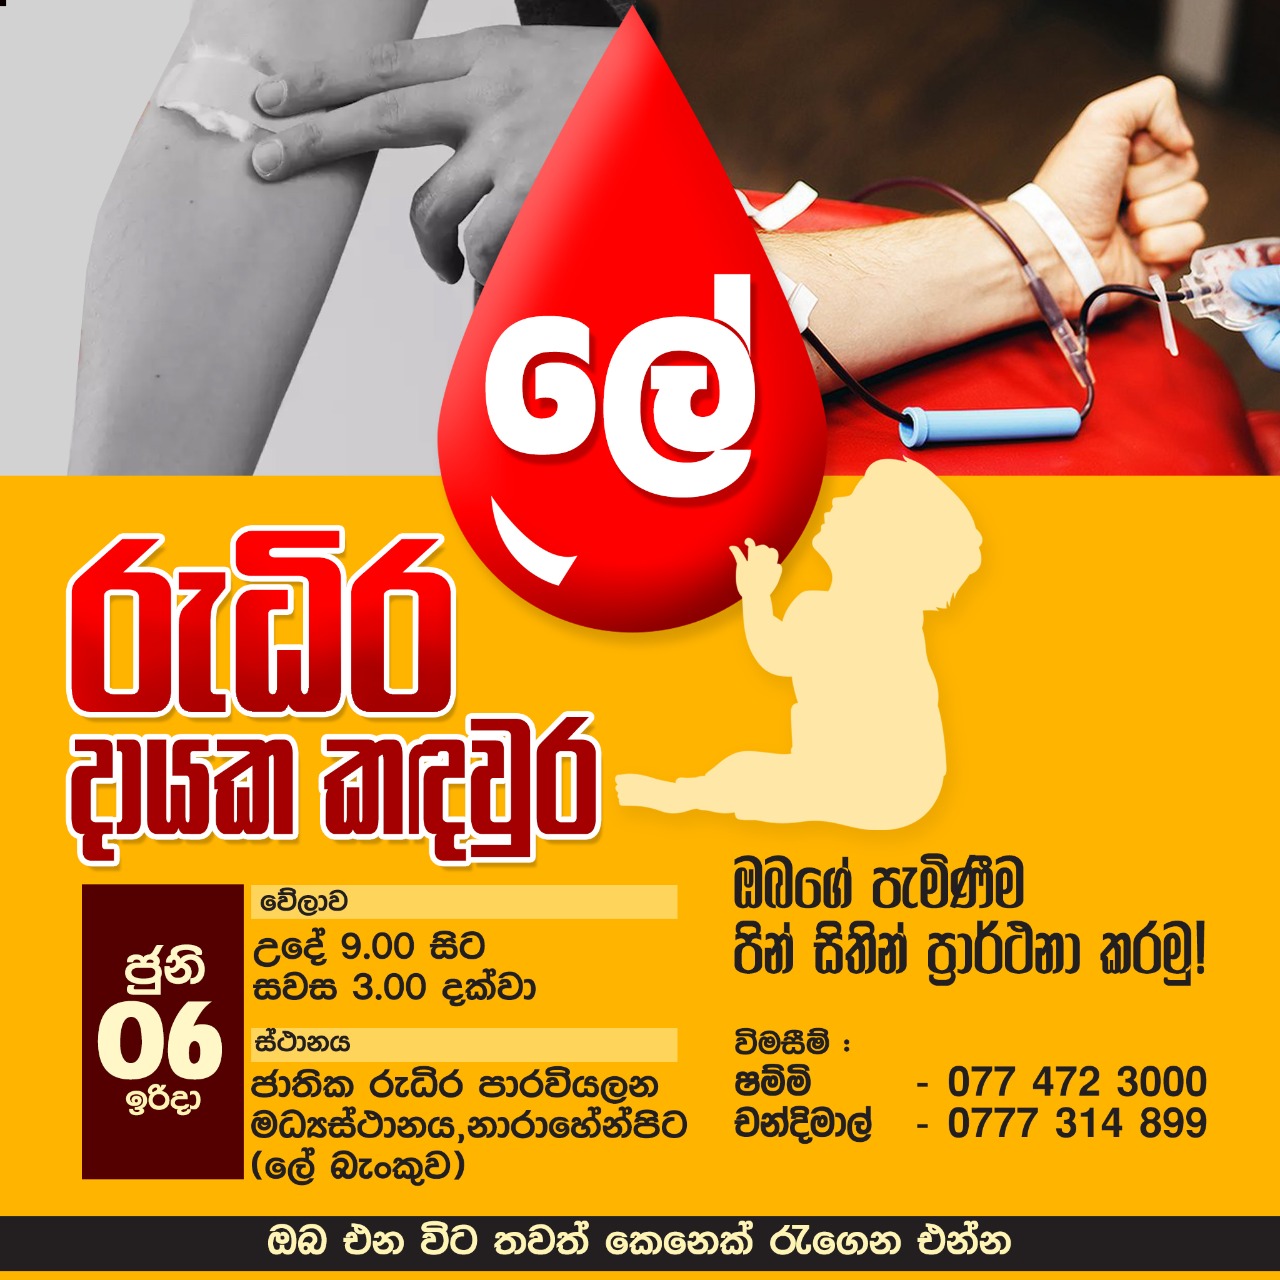 ලේ
රුධිර
දායක කඳවුර
ජුනි
06
ඉරිදා
වේලාව
උදේ 9.00 සිට
සවස 3.00 දක්වා
ස්ථානය
ජාතික රුධිර පාරවියලන
මධ්‍යස්ථානය,නාරාහේන්පිට
(ලේ බැංකුව)
ඔබගේ පැමිණීම
පින් සිතින් ප්‍රාර්ථනා කරමු!
විමසීම් :
ෂම්මි - 077 472 3000
චන්දිමාල් - 0777 314 899
ඔබ එන විට තවත් කෙනෙක් රැගෙන එන්න